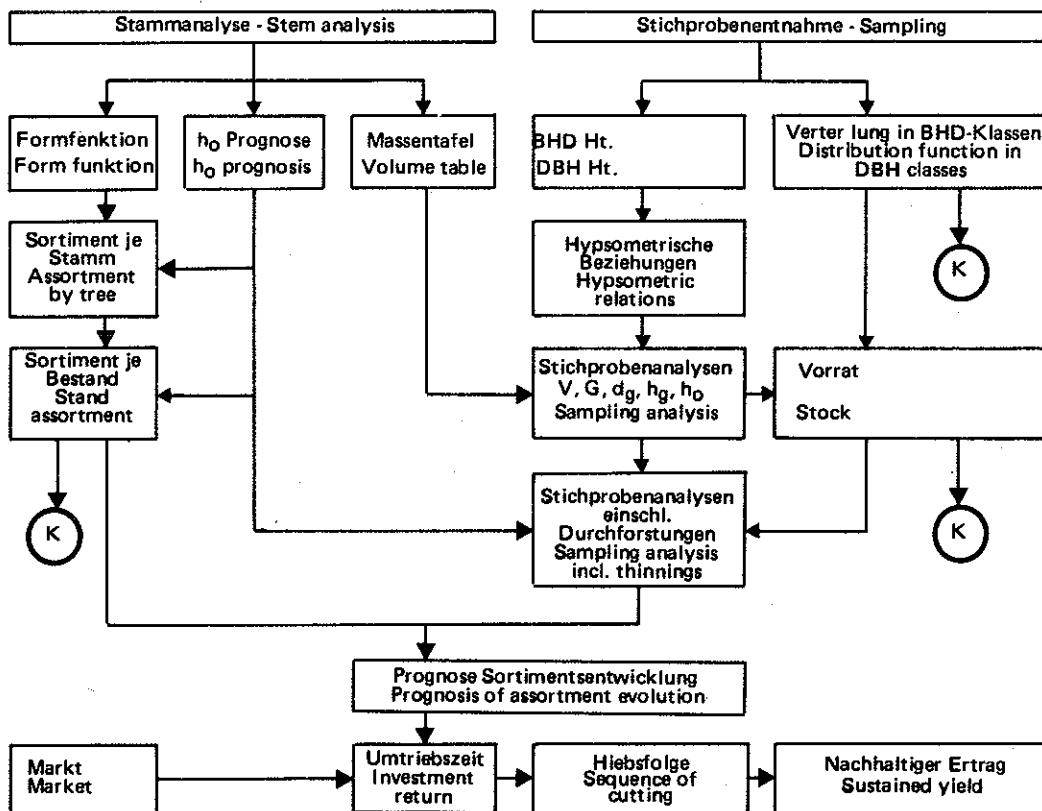 Stammanalyse - Stem analysis
Stichprobenentnahme - Sampling
Formfenktion
Form funktion
h₀ Prognose
h₀ prognosis
Massentafel
Volume table
BHD Ht.
DBH Ht.
Verter lung in BHD-Klassen
Distribution function in
DBH classes
Sortiment je
Stamm
Assortment
by tree
Hypsometrische
Beziehungen
Hypsometric
relations
K
Sortiment je
Bestand
Stand
assortment
Stichprobenanalysen
V, G, dg, hg, h₀
Sampling analysis
Vorrat
Stock
K
Stichprobenanalysen
einschl.
Durchforstungen
Sampling analysis
incl. thinnings
K
Prognose Sortimentsentwicklung
Prognosis of assortment evolution
Markt
Market
Umtriebszeit
Investment
return
Hiebsfolge
Sequence of
cutting
Nachhaltiger Ertrag
Sustained yield